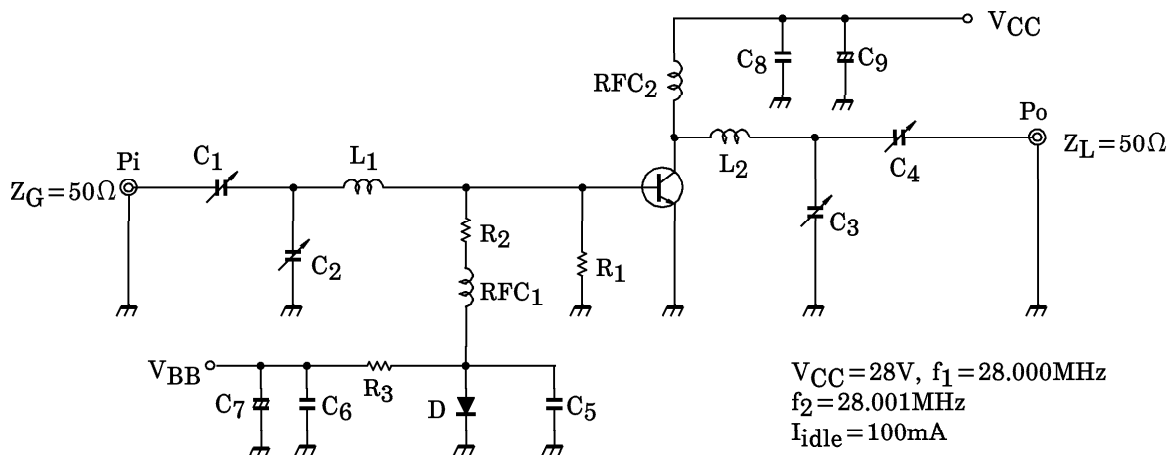 VCC
C8
C9
RFC2
Po
ZL=50Ω
Pi
C1
L1
L2
C4
ZG=50Ω
C2
R2
RFC1
R1
C3
VBB
R3
C7
C6
D
C5
VCC=28V, f1=28.000MHz
f2=28.001MHz
Iidle=100mA